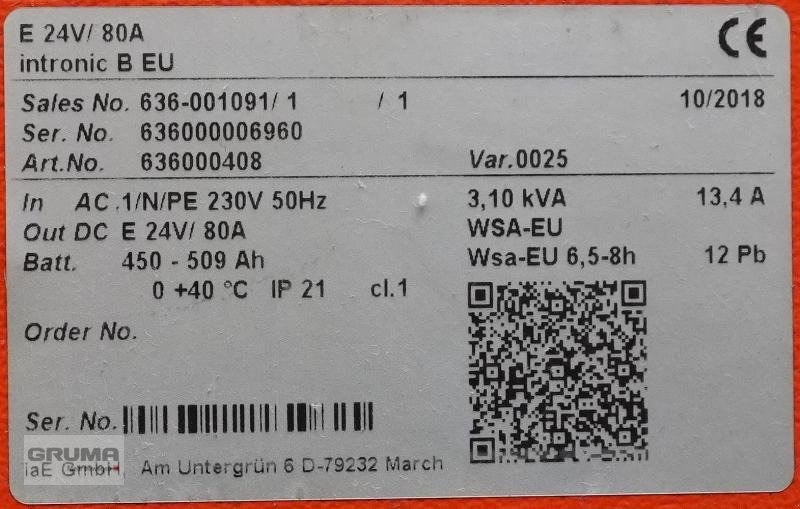 E 24V/ 80A
CE
intronic B EU
Sales No. 636-001091/ 1 / 1 10/2018
Ser. No. 636000006960
Art.No. 636000408 Var.0025
In AC .1/N/PE 230V 50Hz 3,10 kVA 13,4 A
Out DC E 24V/ 80A WSA-EU
Batt. 450 - 509 Ah Wsa-EU 6,5-8h 12 Pb
0 +40 °C IP 21 cl.1
Order No.
Ser. No.
GRUMA
iaE GmbH Am Untergrün 6 D-79232 March